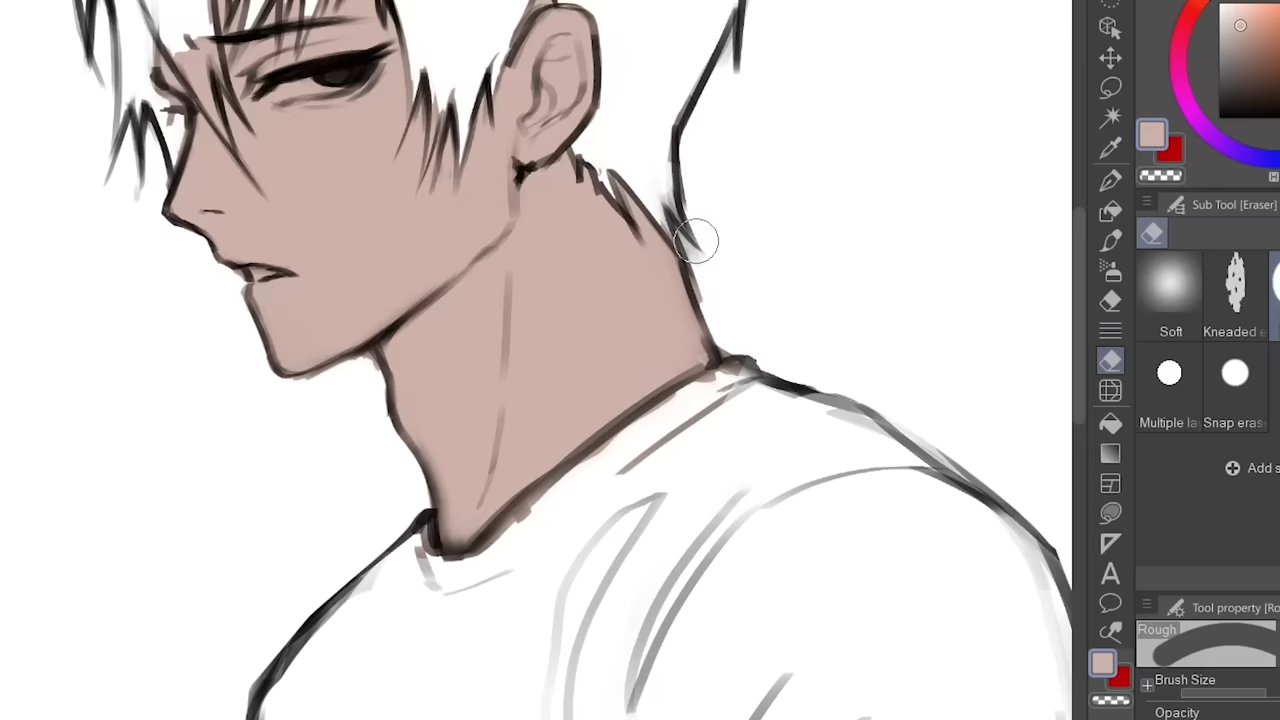 Sub Tool [Eraser]
Soft
Kneaded e
Multiple la
Snap eras
Add s
Tool property [Ro
Rough
Brush Size
Opacity